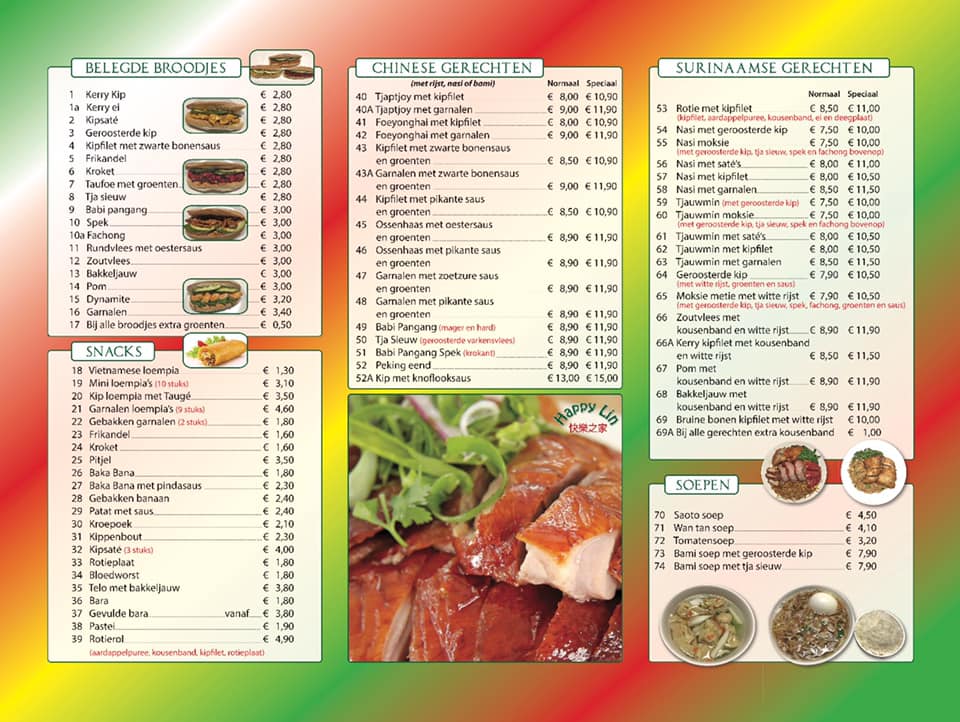 BELEGDE BROODJES
1 Kerry Kip € 2,80
1a Kerry ei € 2,80
2 Kipsaté € 2,80
3 Geroosterde kip € 2,80
4 Kipfilet met zwarte bonensaus € 2,80
5 Frikandel € 2,80
6 Kroket € 2,80
7 Taufoe met groenten € 2,80
8 Tja sieuw € 2,80
9 Babi pangang € 3,00
10 Spek € 3,00
10a Fachong € 3,00
11 Rundvlees met oestersaus € 3,00
12 Zoutvlees € 3,00
13 Bakkeljauw € 3,00
14 Pom € 3,00
15 Dynamite € 3,20
16 Garnalen € 3,40
17 Bij alle broodjes extra groenten € 0,50
SNACKS
18 Vietnamese loempia € 1,30
19 Mini loempia's (10 stuks) € 3,10
20 Kip loempia met Taugé € 3,50
21 Garnalen loempia's (9 stuks) € 4,60
22 Gebakken garnalen (2 stuks) € 1,80
23 Frikandel € 1,60
24 Kroket € 1,60
25 Pitjel € 3,50
26 Baka Bana € 1,80
27 Baka Bana met pindasaus € 2,30
28 Gebakken banaan € 2,40
29 Patat met saus € 2,40
30 Kroepoek € 2,10
31 Kippenbout € 2,30
32 Kipsaté (3 stuks) € 4,00
33 Rotieplaat € 1,80
34 Bloedworst € 1,80
35 Telo met bakkeljauw € 3,80
36 Bara € 1,80
37 Gevulde bara vanaf € 3,80
38 Pastei € 1,90
39 Rotierol € 4,90
(aardappelpuree, kousenband, kipfilet, rotieplaat)
CHINESE GERECHTEN
(met rijst, nasi of bami) Normaal Speciaal
40 Tjaptjoy met kipfilet € 8,00 € 10,90
40A Tjaptjoy met garnalen € 9,00 € 11,90
41 Foeyonghai met kipfilet € 8,00 € 10,90
42 Foeyonghai met garnalen € 9,00 € 11,90
43 Kipfilet met zwarte bonensaus
en groenten € 8,50 € 10,90
43A Garnalen met zwarte bonensaus
en groenten € 9,00 € 11,90
44 Kipfilet met pikante saus
en groenten € 8,50 € 10,90
45 Ossenhaas met oestersaus
en groenten € 8,90 € 11,90
46 Ossenhaas met pikante saus
en groenten € 8,90 € 11,90
47 Garnalen met zoetzure saus
en groenten € 8,90 € 11,90
48 Garnalen met pikante saus
en groenten € 8,90 € 11,90
49 Babi Pangang (mager en hard) € 8,90 € 11,90
50 Tja Sieuw (geroosterde varkensvlees) € 8,90 € 11,90
51 Babi Pangang Spek (krokant) € 8,90 € 11,90
52 Peking eend € 8,90 € 11,90
52A Kip met knoflooksaus € 13,00 € 15,00
Happy Lin
快樂之家
SURINAAMSE GERECHTEN
Normaal Speciaal
53 Rotie met kipfilet € 8,50 € 11,00
(kipfilet, aardappelpuree, kousenband, ei en deegplaat)
54 Nasi met geroosterde kip € 7,50 € 10,00
55 Nasi moksie € 7,50 € 10,00
(met geroosterde kip, tja sieuw, spek en fachong bovenop)
56 Nasi met saté's € 8,00 € 10,50
57 Nasi met kipfilet € 8,00 € 10,50
58 Nasi met garnalen € 8,50 € 11,50
59 Tjauwmin (met geroosterde kip) € 7,50 € 10,00
60 Tjauwmin moksie € 7,50 € 10,00
(met geroosterde kip, tja sieuw, spek en fachong bovenop)
61 Tjauwmin met saté's € 8,00 € 10,50
62 Tjauwmin met kipfilet € 8,00 € 10,50
63 Tjauwmin met garnalen € 8,50 € 11,50
64 Geroosterde kip € 7,90 € 10,50
(met witte rijst, groenten en saus)
65 Moksie metie met witte rijst € 7,90 € 10,50
(met geroosterde kip, tja sieuw, spek, fachong, groenten en saus)
66 Zoutvlees met
kousenband en witte rijst € 8,90 € 11,90
66A Kerry kipfilet met kousenband
en witte rijst € 8,50 € 11,50
67 Pom met
kousenband en witte rijst € 8,90 € 11,90
68 Bakkeljauw met
kousenband en witte rijst € 8,90 € 11,90
69 Bruine bonen kipfilet met witte rijst € 10,00
69A Bij alle gerechten extra kousenband € 1,00
SOEPEN
70 Saoto soep € 4,50
71 Wan tan soep € 4,10
72 Tomatensoep € 3,20
73 Bami soep met geroosterde kip € 7,90
74 Bami soep met tja sieuw € 7,90